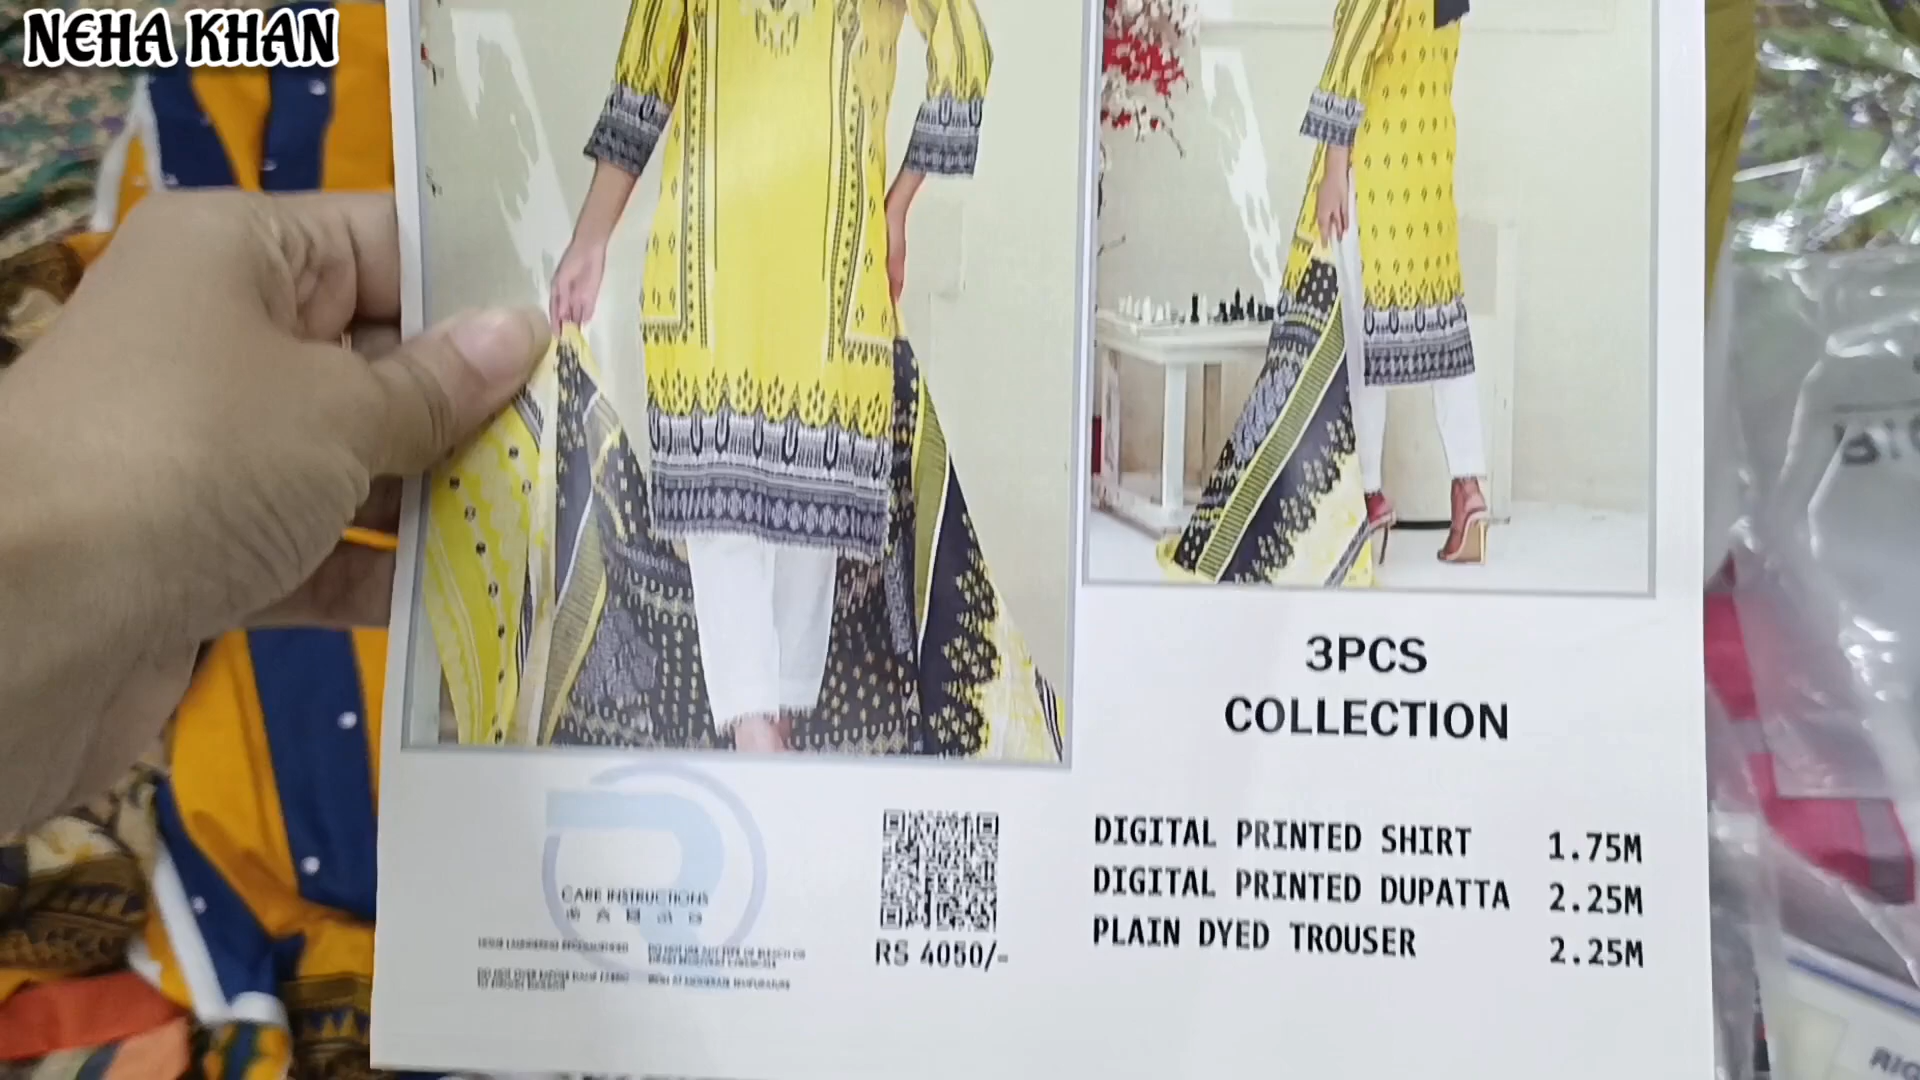 NEHA KHAN
3PCS
COLLECTION
DIGITAL PRINTED SHIRT 1.75M
DIGITAL PRINTED DUPATTA 2.25M
PLAIN DYED TROUSER 2.25M
CARE INSTRUCTIONS
RS 4050/-